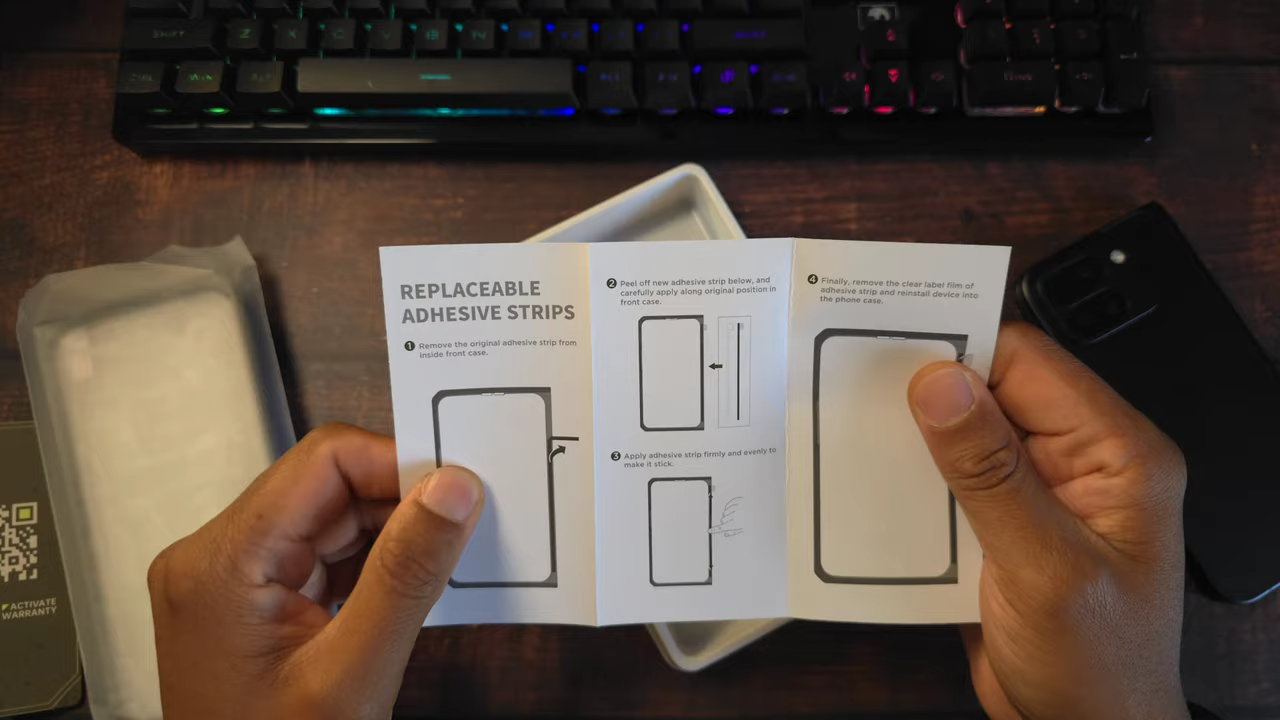 SHIFT
Z X C V B N
ALT
REPLACEABLE
ADHESIVE STRIPS
1 Remove the original adhesive strip from
inside front case.
2 Peel off new adhesive strip below, and
carefully apply along original position in
front case.
3 Apply adhesive strip firmly and evenly to
make it stick.
4 Finally, remove the clear label film of
adhesive strip and reinstall device into
the phone case.
ACTIVATE
WARRANTY